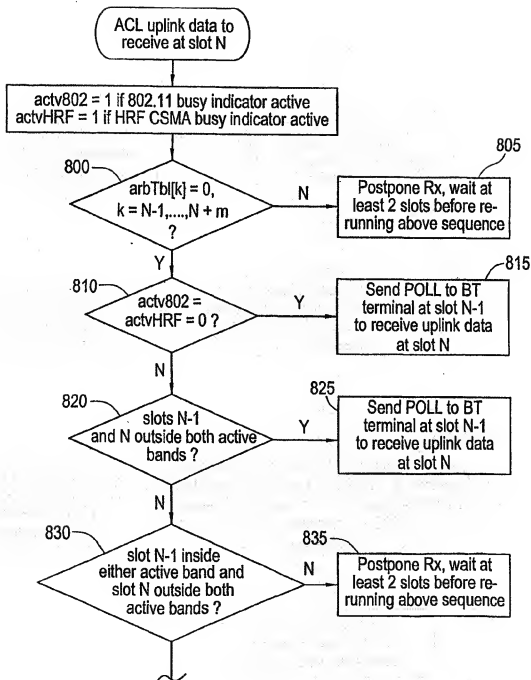 ACL uplink data to
receive at slot N
actv802 = 1 if 802.11 busy indicator active
actvHRF = 1 if HRF CSMA busy indicator active
800
arbTbl[k] = 0,
k = N-1,....,N + m
?
N
805
Postpone Rx, wait at
least 2 slots before re-
running above sequence
Y
810
actv802 =
actvHRF = 0 ?
Y
815
Send POLL to BT
terminal at slot N-1
to receive uplink data
at slot N
N
820
slots N-1
and N outside both active
bands ?
Y
825
Send POLL to BT
terminal at slot N-1
to receive uplink data
at slot N
N
830
slot N-1 inside
either active band and
slot N outside both
active bands ?
N
835
Postpone Rx, wait at
least 2 slots before re-
running above sequence